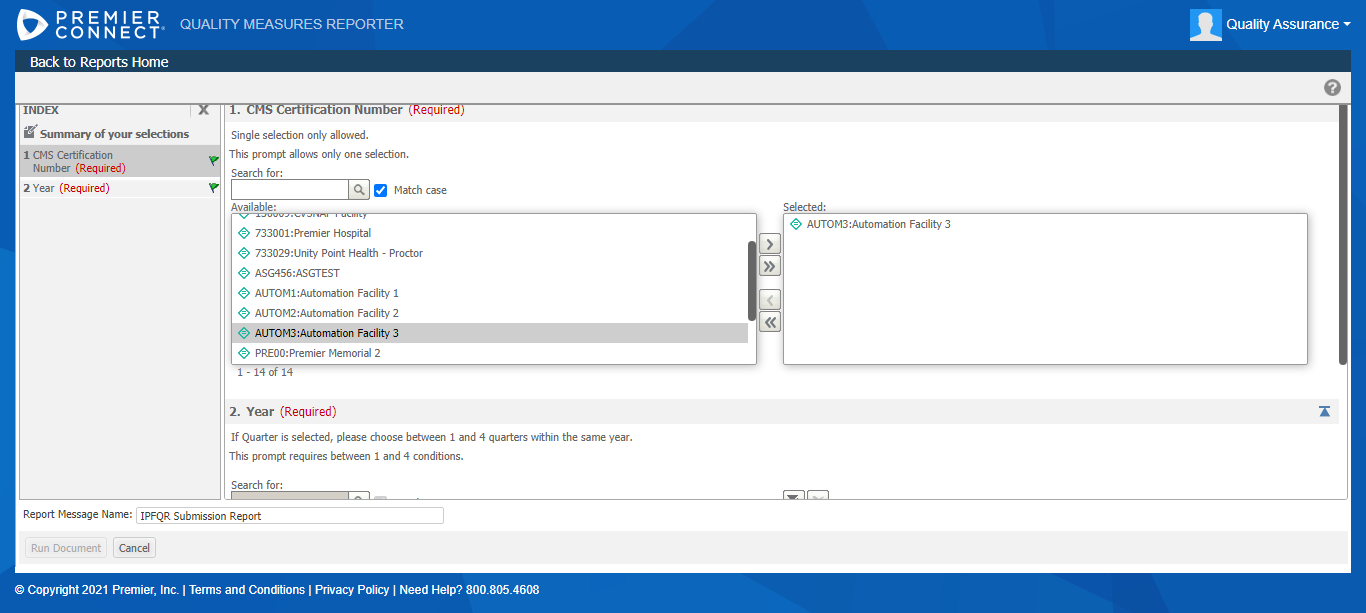 PREMIER CONNECT
QUALITY MEASURES REPORTER
Quality Assurance
Back to Reports Home
?
INDEX
X
Summary of your selections
1 CMS Certification
Number (Required)
2 Year (Required)
1. CMS Certification Number (Required)
Single selection only allowed.
This prompt allows only one selection.
Search for:
Match case
Available:
733001:Premier Hospital
733029:Unity Point Health - Proctor
ASG456:ASGTEST
AUTOM1:Automation Facility 1
AUTOM2:Automation Facility 2
AUTOM3:Automation Facility 3
PRE00:Premier Memorial 2
1 - 14 of 14
Selected:
AUTOM3:Automation Facility 3
2. Year (Required)
If Quarter is selected, please choose between 1 and 4 quarters within the same year.
This prompt requires between 1 and 4 conditions.
Search for:
Report Message Name: IPFQR Submission Report
Run Document
Cancel
© Copyright 2021 Premier, Inc. | Terms and Conditions | Privacy Policy | Need Help? 800.805.4608